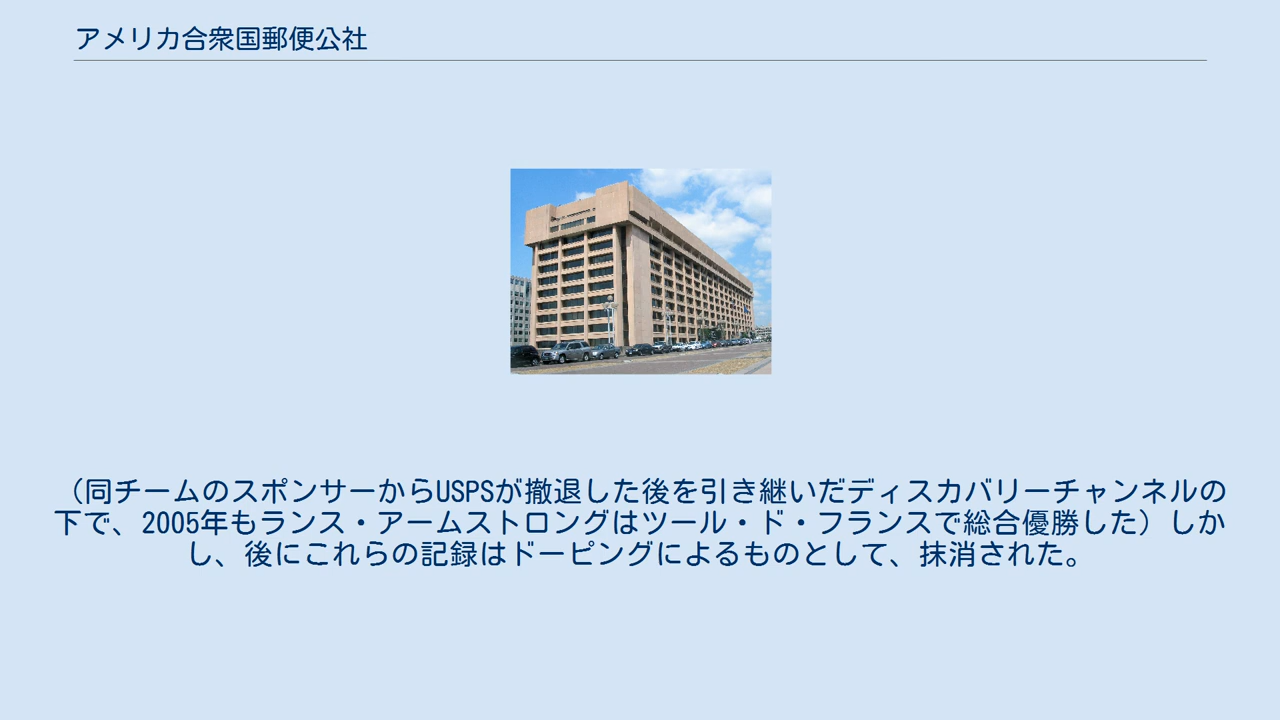 アメリカ合衆国郵便公社
（同チームのスポンサーからUSPSが撤退した後を引き継いだディスカバリーチャンネルの
下で、2005年もランス・アームストロングはツール・ド・フランスで総合優勝した）しか
し、後にこれらの記録はドーピングによるものとして、抹消された。